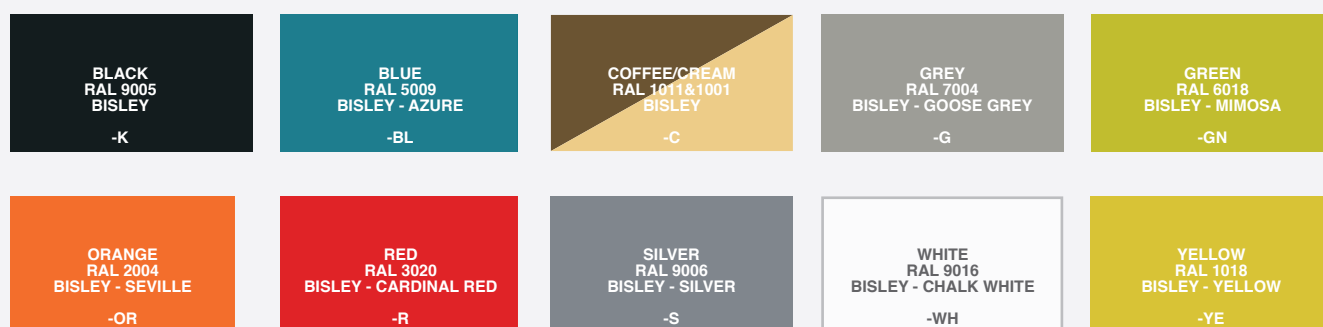 BLACK
RAL 9005
BISLEY
-K
BLUE
RAL 5009
BISLEY - AZURE
-BL
COFFEE/CREAM
RAL 1011&1001
BISLEY
-C
GREY
RAL 7004
BISLEY - GOOSE GREY
-G
GREEN
RAL 6018
BISLEY - MIMOSA
-GN
ORANGE
RAL 2004
BISLEY - SEVILLE
-OR
RED
RAL 3020
BISLEY - CARDINAL RED
-R
SILVER
RAL 9006
BISLEY - SILVER
-S
WHITE
RAL 9016
BISLEY - CHALK WHITE
-WH
YELLOW
RAL 1018
BISLEY - YELLOW
-YE